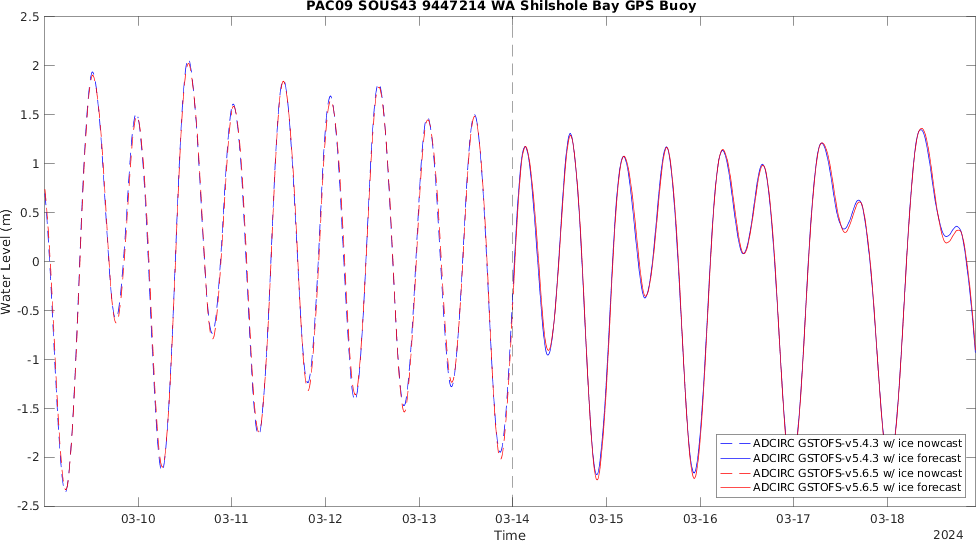 PAC09 SOUS43 9447214 WA Shilshole Bay GPS Buoy
2.5
2
1.5
1
0.5
0
-0.5
-1
-1.5
-2
-2.5
Water Level (m)
ADCIRC GSTOFS-v5.4.3 w/ ice nowcast
ADCIRC GSTOFS-v5.4.3 w/ ice forecast
ADCIRC GSTOFS-v5.6.5 w/ ice nowcast
ADCIRC GSTOFS-v5.6.5 w/ ice forecast
03-10 03-11 03-12 03-13 03-14 03-15 03-16 03-17 03-18
Time
2024